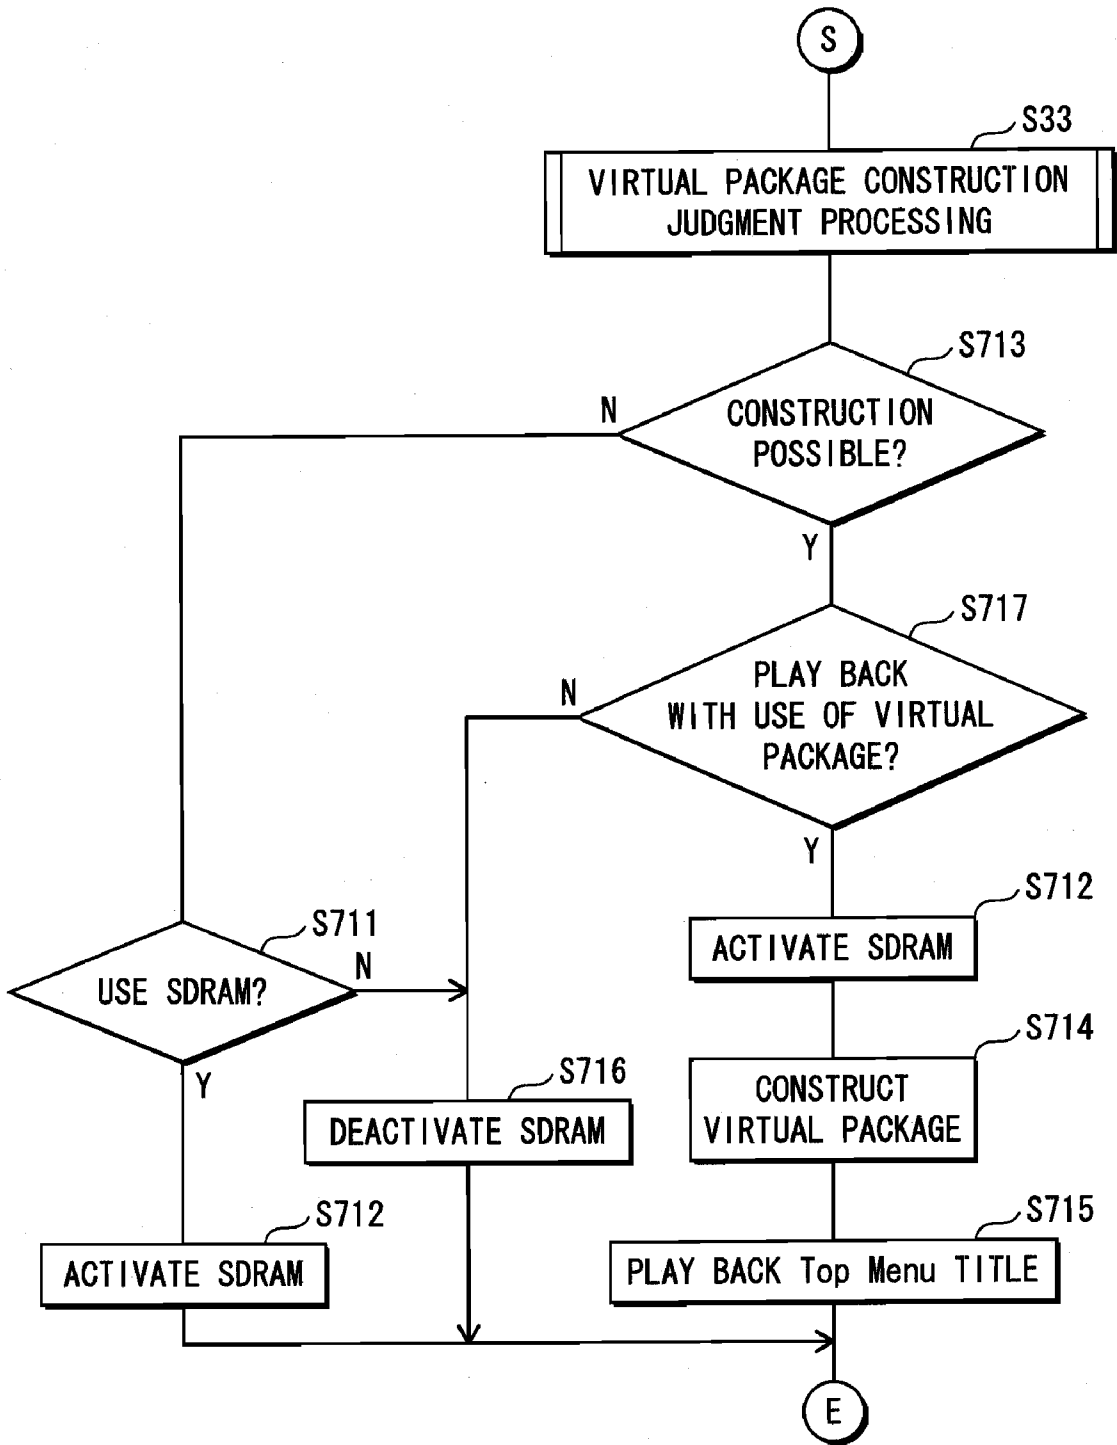 S
S33
VIRTUAL PACKAGE CONSTRUCTION
JUDGMENT PROCESSING
S713
N
CONSTRUCTION
POSSIBLE?
Y
S717
N
PLAY BACK
WITH USE OF VIRTUAL
PACKAGE?
Y
S712
ACTIVATE SDRAM
S711
N
USE SDRAM?
Y
S714
CONSTRUCT
VIRTUAL PACKAGE
S716
DEACTIVATE SDRAM
S712
ACTIVATE SDRAM
S715
PLAY BACK Top Menu TITLE
E